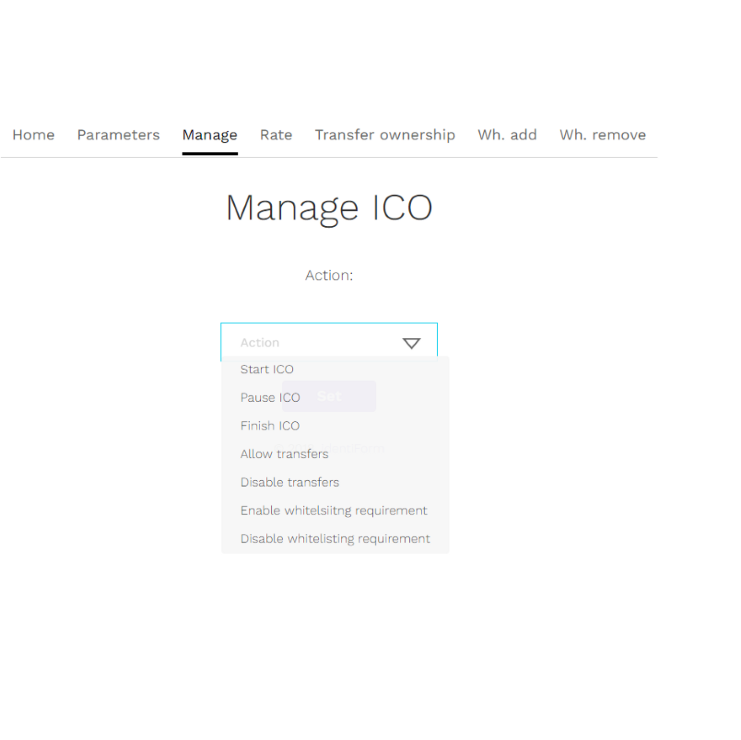 Home Parameters Manage Rate Transfer ownership Wh. add Wh. remove
Manage ICO
Action:
Action
Start ICO
Pause ICO
Set
Finish ICO
Allow transfers
Disable transfers
Enable whitelsiitng requirement
Disable whitelisting requirement